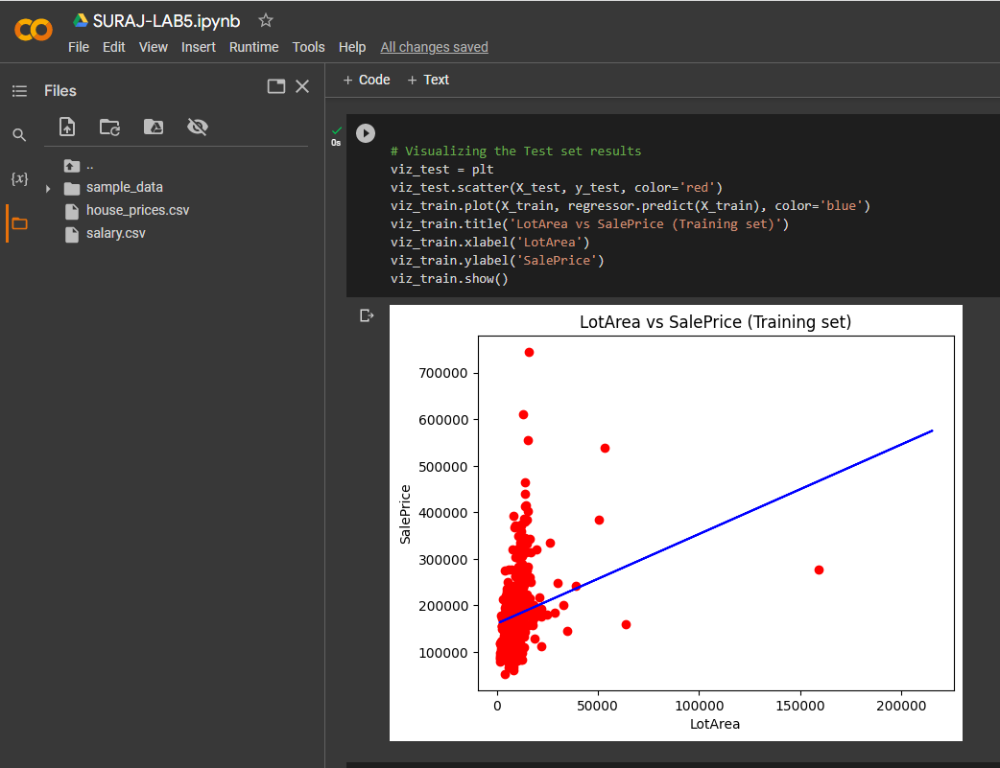 SURAJ-LAB5.ipynb
File Edit View Insert Runtime Tools Help All changes saved
Files
+ Code + Text
..
sample_data
house_prices.csv
salary.csv
{x}
0s
# Visualizing the Test set results
viz_test = plt
viz_test.scatter(X_test, y_test, color='red')
viz_train.plot(X_train, regressor.predict(X_train), color='blue')
viz_train.title('LotArea vs SalePrice (Training set)')
viz_train.xlabel('LotArea')
viz_train.ylabel('SalePrice')
viz_train.show()
LotArea vs SalePrice (Training set)
700000
600000
500000
400000
300000
200000
100000
SalePrice
0 50000 100000 150000 200000
LotArea